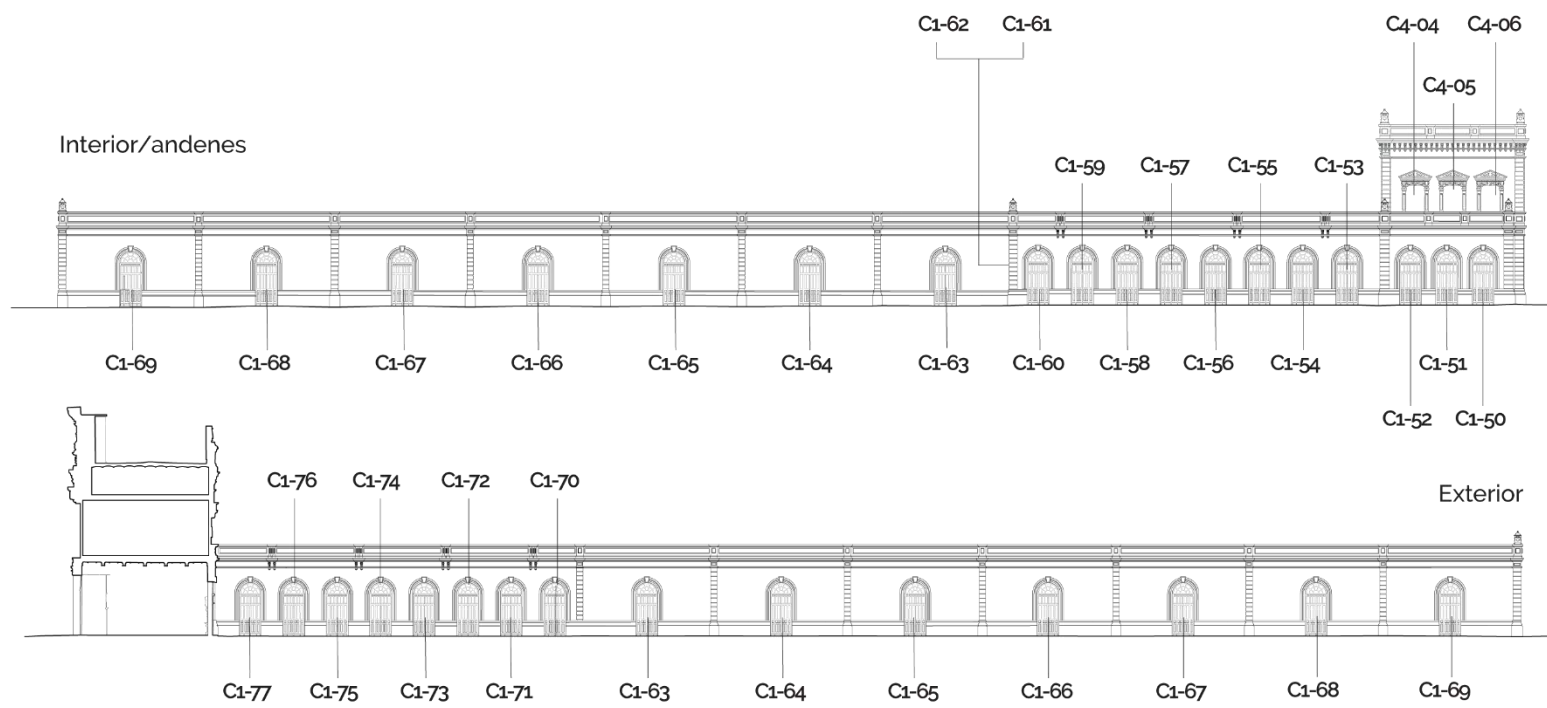 C1-62 C1-61 C4-04 C4-06
C4-05
Interior/andenes
C1-59 C1-57 C1-55 C1-53
C1-69 C1-68 C1-67 C1-66 C1-65 C1-64 C1-63 C1-60 C1-58 C1-56 C1-54 C1-51
C1-52 C1-50
C1-76 C1-74 C1-72 C1-70
Exterior
C1-77 C1-75 C1-73 C1-71 C1-63 C1-64 C1-65 C1-66 C1-67 C1-68 C1-69